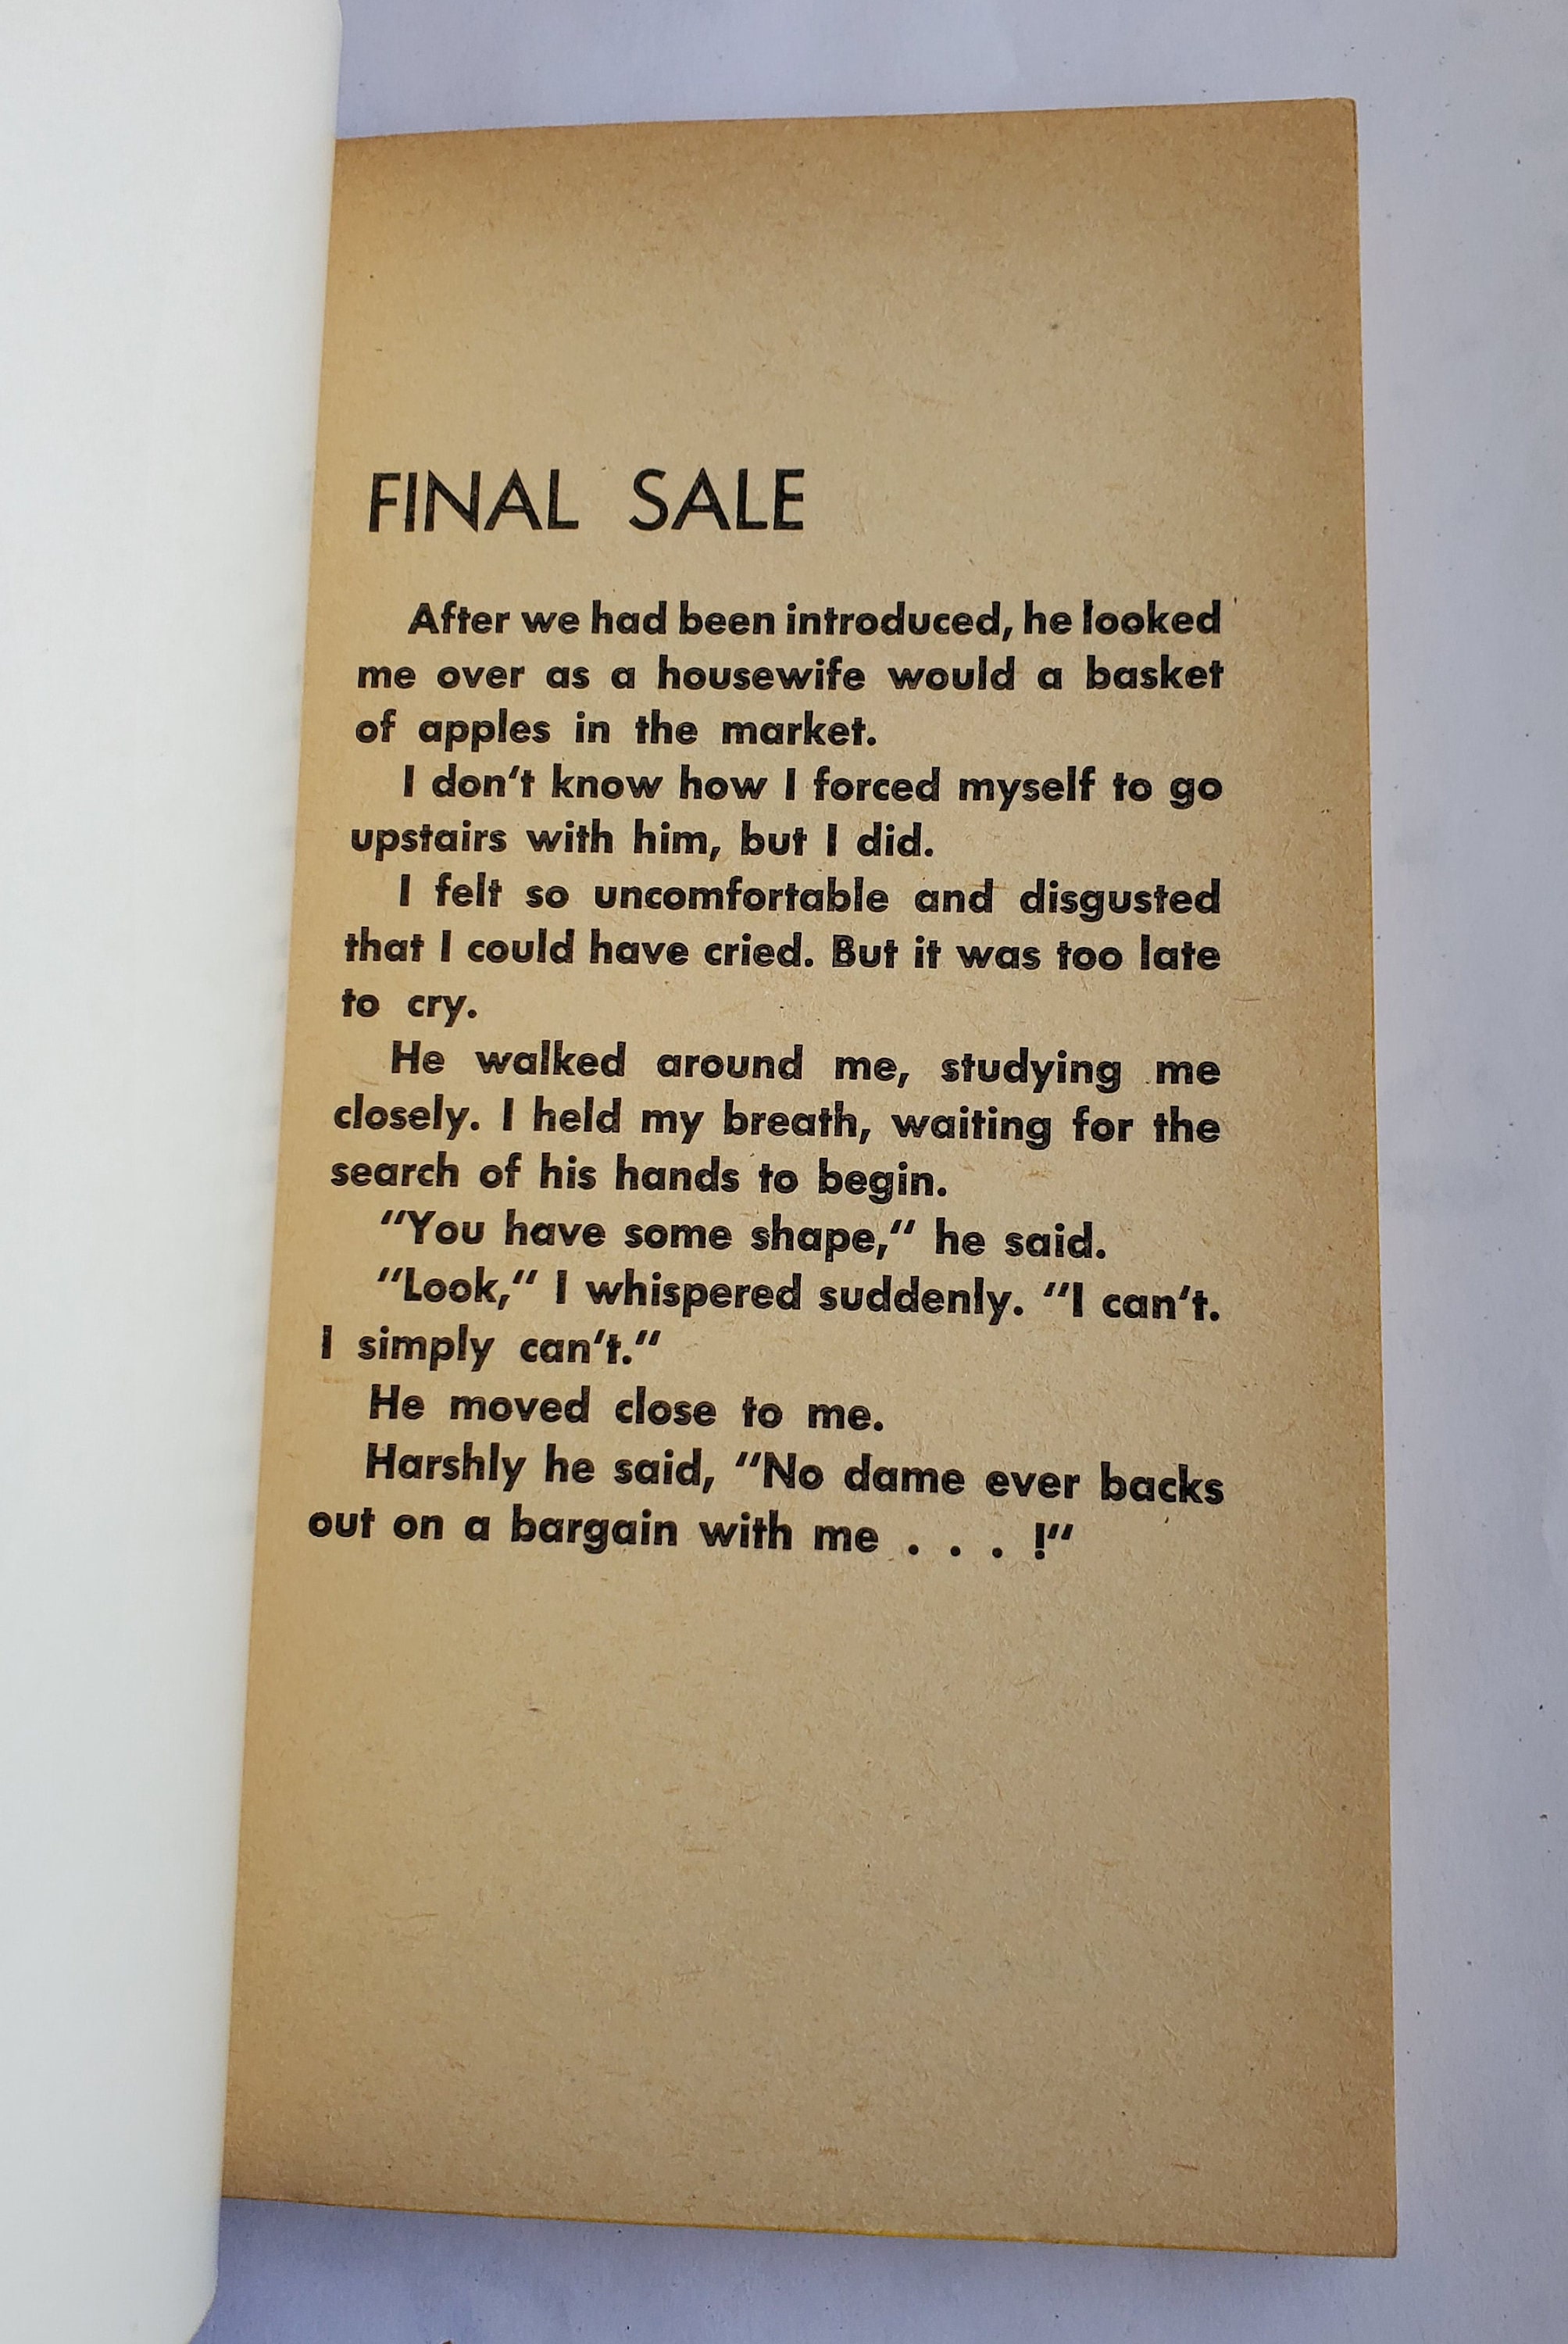 FINAL SALE
After we had been introduced, he looked
me over as a housewife would a basket
of apples in the market.
I don't know how I forced myself to go
upstairs with him, but I did.
I felt so uncomfortable and disgusted
that I could have cried. But it was too late
to cry.
He walked around me, studying me
closely. I held my breath, waiting for the
search of his hands to begin.
"You have some shape," he said.
"Look," I whispered suddenly. "I can't.
I simply can't."
He moved close to me.
Harshly he said, "No dame ever backs
out on a bargain with me . . . !"